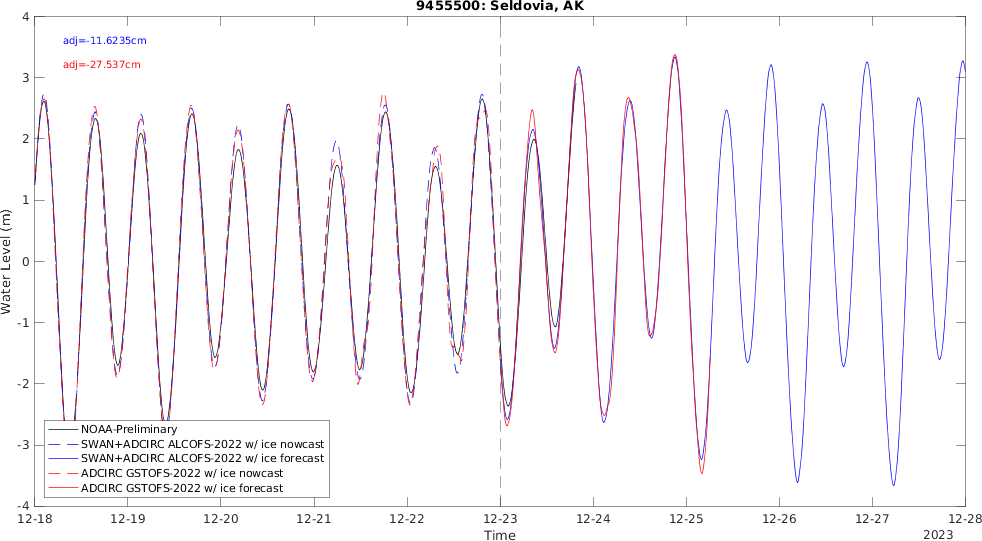 9455500: Seldovia, AK
adj=-11.6235cm
adj=-27.537cm
Water Level (m)
4
3
2
1
0
-1
-2
-3
-4
NOAA-Preliminary
SWAN+ADCIRC ALCOFS-2022 w/ ice nowcast
SWAN+ADCIRC ALCOFS-2022 w/ ice forecast
ADCIRC GSTOFS-2022 w/ ice nowcast
ADCIRC GSTOFS-2022 w/ ice forecast
12-18 12-19 12-20 12-21 12-22 12-23 12-24 12-25 12-26 12-27 12-28
Time
2023